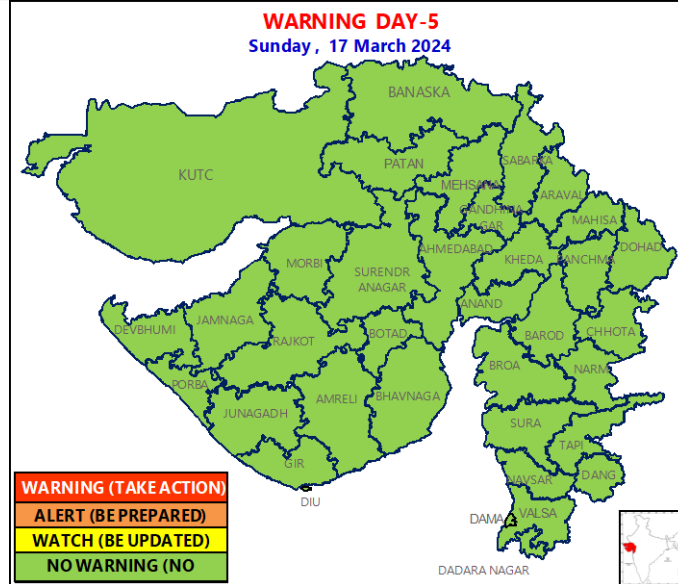 WARNING DAY-5
Sunday , 17 March 2024
BANASKA
KUTC
PATAN
SABARKA
MEHSANA
ARAVAL
GANDHINA
GAR
MAHISA
AHMEDABAD
DOHAD
KHEDA
PANCHMA
MORBI
SURENDR
ANAGAR
ANAND
JAMNAGA
DEVBHUMI
BOTAD
BAROD
CHHOTA
RAJKOT
BROA
NARM
PORBA
AMRELI
BHAVNAGA
JUNAGADH
SURA
TAPI
GIR
NAVSAR
DANG
DIU
DAMA
VALSA
DADARA NAGAR
WARNING (TAKE ACTION)
ALERT (BE PREPARED)
WATCH (BE UPDATED)
NO WARNING (NO